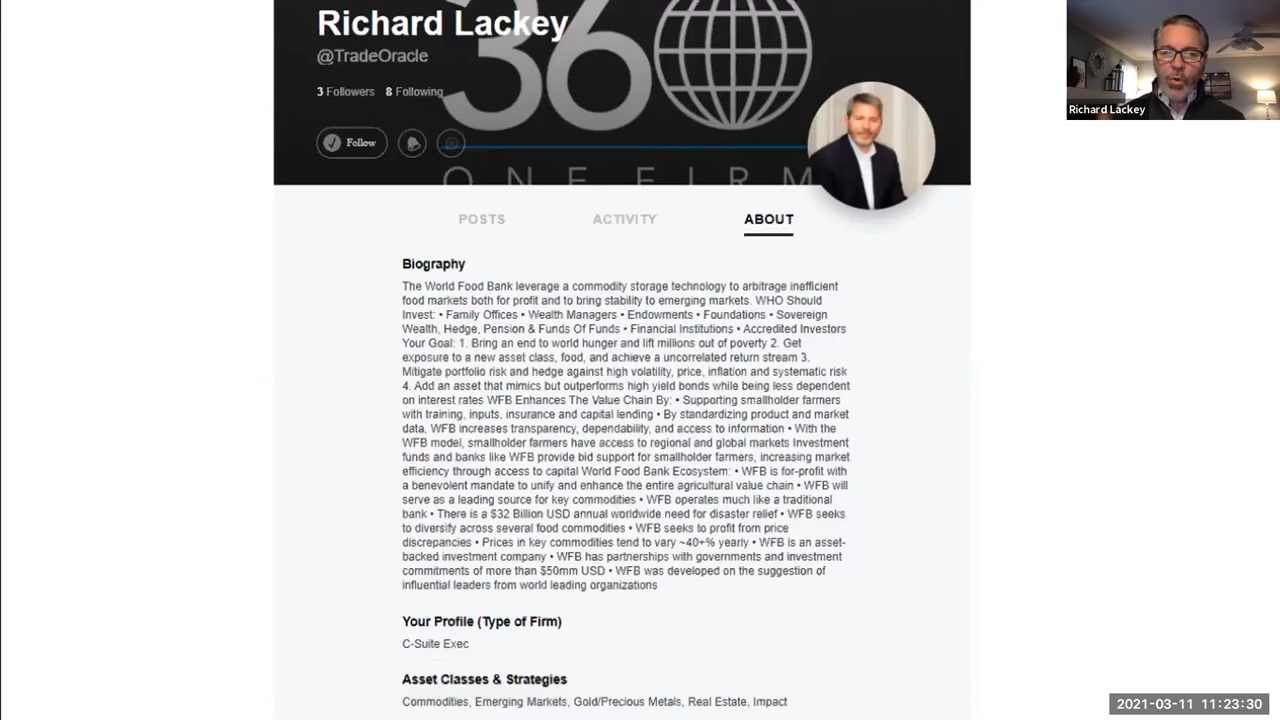 Richard Lackey
36
@TradeOracle
3 Followers 8 Following
Follow
ONE FIRM
POSTS ACTIVITY ABOUT
Biography
The World Food Bank leverage a commodity storage technology to arbitrage inefficient
food markets both for profit and to bring stability to emerging markets. WHO Should
Invest: • Family Offices • Wealth Managers • Endowments • Foundations • Sovereign
Wealth, Hedge, Pension & Funds Of Funds • Financial Institutions • Accredited Investors
Your Goal: 1. Bring an end to world hunger and lift millions out of poverty 2. Get
exposure to a new asset class, food, and achieve a uncorrelated return stream 3.
Mitigate portfolio risk and hedge against high volatility, price, inflation and systematic risk
4. Add an asset that mimics but outperforms high yield bonds while being less dependent
on interest rates WFB Enhances The Value Chain By: • Supporting smallholder farmers
with training, inputs, insurance and capital lending • By standardizing product and market
data, WFB increases transparency, dependability, and access to information • With the
WFB model, smallholder farmers have access to regional and global markets Investment
funds and banks like WFB provide bid support for smallholder farmers, increasing market
efficiency through access to capital World Food Bank Ecosystem: • WFB is for-profit with
a benevolent mandate to unify and enhance the entire agricultural value chain • WFB will
serve as a leading source for key commodities • WFB operates much like a traditional
bank • There is a $32 Billion USD annual worldwide need for disaster relief • WFB seeks
to diversify across several food commodities • WFB seeks to profit from price
discrepancies • Prices in key commodities tend to vary ~40+% yearly • WFB is an asset-
backed investment company • WFB has partnerships with governments and investment
commitments of more than $50mm USD • WFB was developed on the suggestion of
influential leaders from world leading organizations
Your Profile (Type of Firm)
C-Suite Exec
Asset Classes & Strategies
Commodities, Emerging Markets, Gold/Precious Metals, Real Estate, Impact
Richard Lackey
2021-03-11 11:23:30